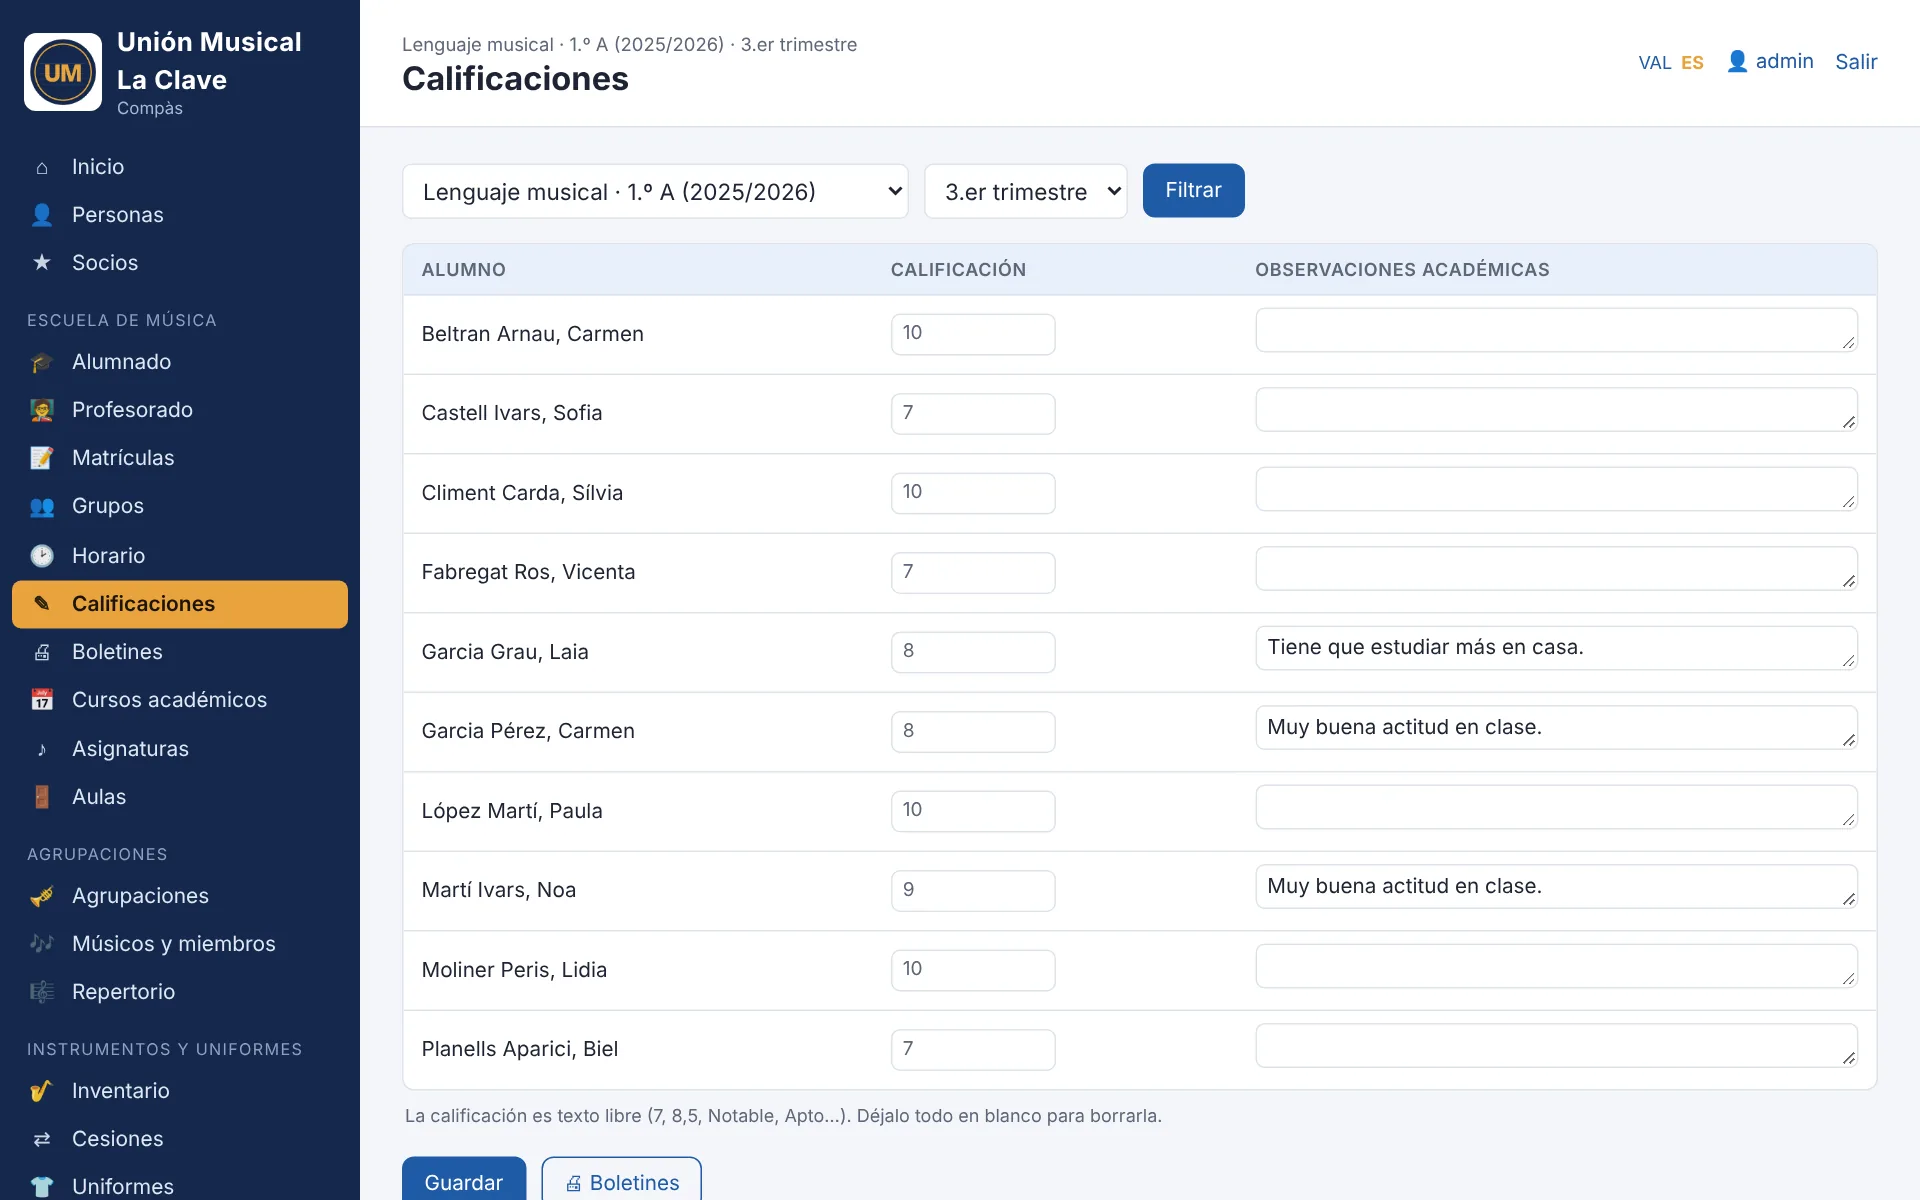 UM
Unión Musical
La Clave
Compàs
Inicio
Personas
Socios
ESCUELA DE MÚSICA
Alumnado
Profesorado
Matrículas
Grupos
Horario
Calificaciones
Boletines
Cursos académicos
Asignaturas
Aulas
AGRUPACIONES
Agrupaciones
Músicos y miembros
Repertorio
INSTRUMENTOS Y UNIFORMES
Inventario
Cesiones
Uniformes
Lenguaje musical · 1.º A (2025/2026) · 3.er trimestre
Calificaciones
VAL ES 👤 admin Salir
Lenguaje musical · 1.º A (2025/2026) 3.er trimestre Filtrar
ALUMNO CALIFICACIÓN OBSERVACIONES ACADÉMICAS
Beltran Arnau, Carmen 10
Castell Ivars, Sofia 7
Climent Carda, Sílvia 10
Fabregat Ros, Vicenta 7
Garcia Grau, Laia 8 Tiene que estudiar más en casa.
Garcia Pérez, Carmen 8 Muy buena actitud en clase.
López Martí, Paula 10
Martí Ivars, Noa 9 Muy buena actitud en clase.
Moliner Peris, Lidia 10
Planells Aparici, Biel 7
La calificación es texto libre (7, 8,5, Notable, Apto…). Déjalo todo en blanco para borrarla.
Guardar Boletines